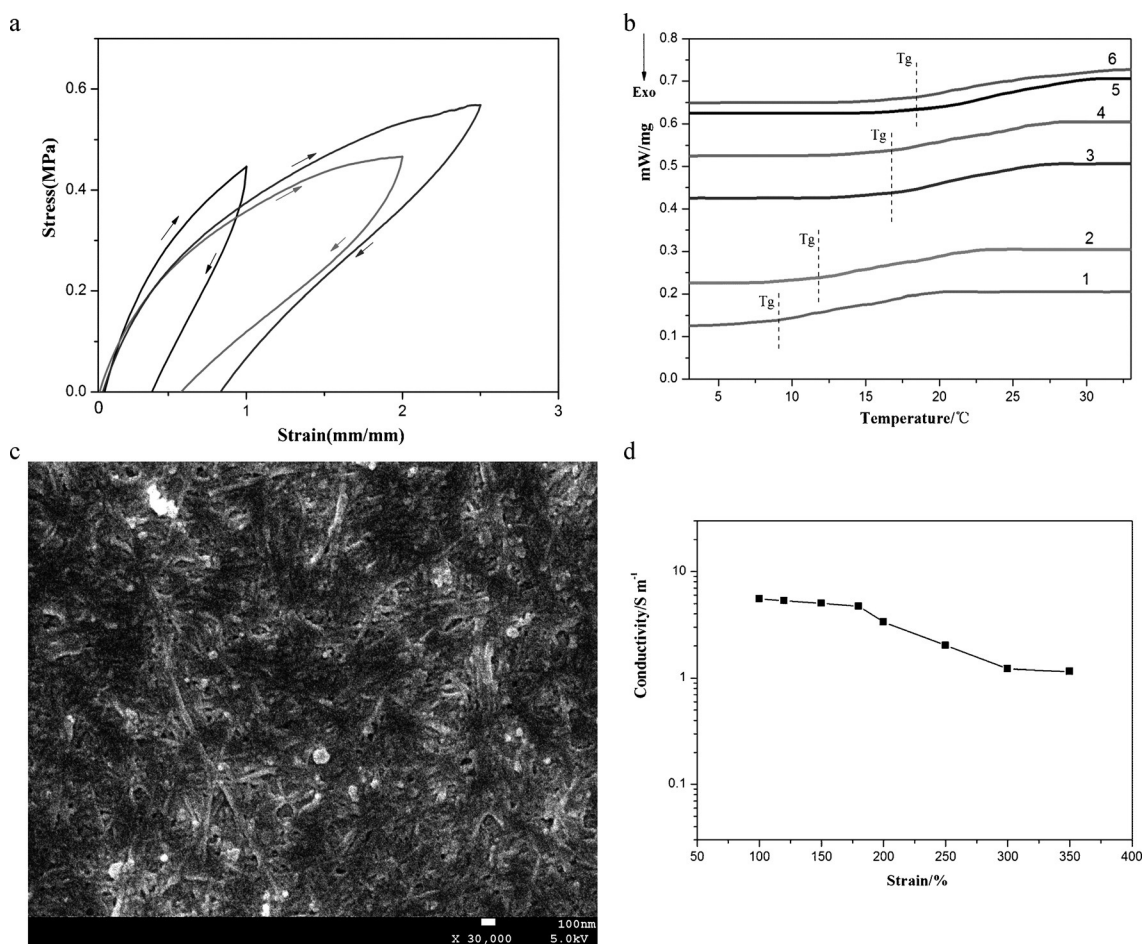 a
Stress(MPa)
0.6
0.4
0.2
0.0
0 1 2 3
Strain(mm/mm)
b
Exo
mW/mg
0.8
0.7
0.6
0.5
0.4
0.3
0.2
0.1
0.0
Tg
6
5
4
Tg
3
Tg
2
Tg
1
5 10 15 20 25 30
Temperature/℃
c
100nm
X 30,000 5.0kV
d
Conductivity/S m⁻¹
10
1
0.1
50 100 150 200 250 300 350 400
Strain/%